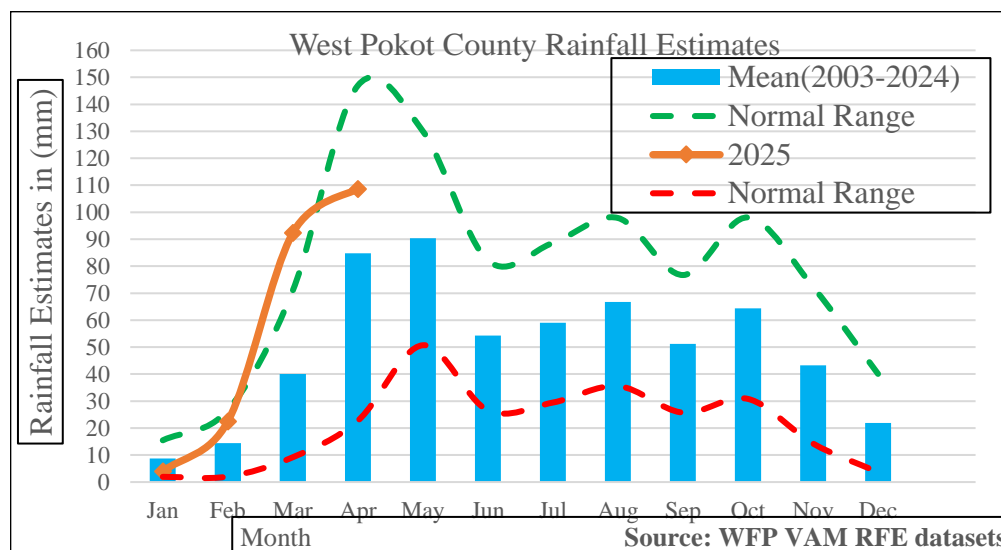 West Pokot County Rainfall Estimates
160
150
140
130
120
110
100
90
80
70
60
50
40
30
20
10
0
Rainfall Estimates in (mm)
Mean(2003-2024)
Normal Range
2025
Normal Range
Jan Feb Mar Apr May Jun Jul Aug Sep Oct Nov Dec
Month
Source: WFP VAM RFE datasets